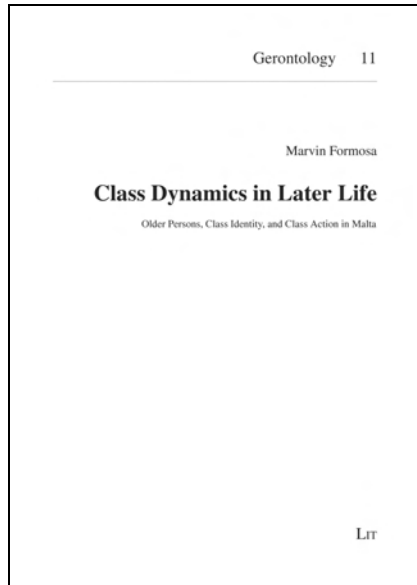 Gerontology 11
Marvin Formosa
Class Dynamics in Later Life
Older Persons, Class Identity, and Class Action in Malta
LIT